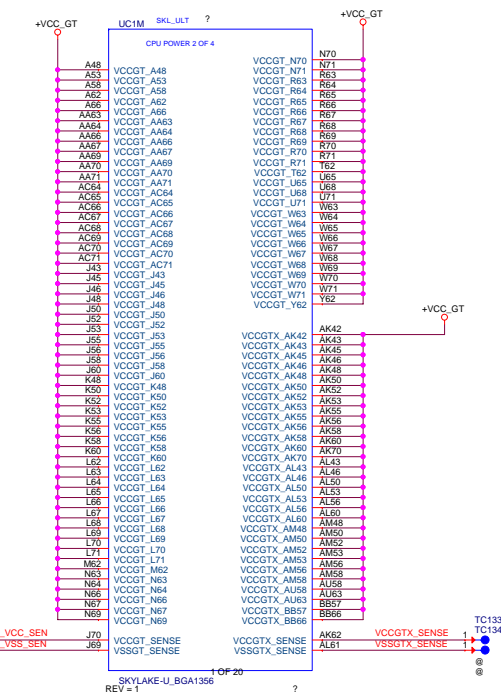 +VCC_GT
UC1M SKL_ULT ?
+VCC_GT
CPU POWER 2 OF 4
A48 VCCGT_A48
A53 VCCGT_A53
A58 VCCGT_A58
A62 VCCGT_A62
A66 VCCGT_A66
AA63 VCCGT_AA63
AA64 VCCGT_AA64
AA66 VCCGT_AA66
AA67 VCCGT_AA67
AA69 VCCGT_AA69
AA70 VCCGT_AA70
AA71 VCCGT_AA71
AC64 VCCGT_AC64
AC65 VCCGT_AC65
AC66 VCCGT_AC66
AC67 VCCGT_AC67
AC68 VCCGT_AC68
AC69 VCCGT_AC69
AC70 VCCGT_AC70
AC71 VCCGT_AC71
J43 VCCGT_J43
J45 VCCGT_J45
J46 VCCGT_J46
J48 VCCGT_J48
J50 VCCGT_J50
J52 VCCGT_J52
J53 VCCGT_J53
J55 VCCGT_J55
J56 VCCGT_J56
J58 VCCGT_J58
J60 VCCGT_J60
K48 VCCGT_K48
K50 VCCGT_K50
K52 VCCGT_K52
K53 VCCGT_K53
K55 VCCGT_K55
K56 VCCGT_K56
K58 VCCGT_K58
K60 VCCGT_K60
L62 VCCGT_L62
L63 VCCGT_L63
L64 VCCGT_L64
L65 VCCGT_L65
L66 VCCGT_L66
L67 VCCGT_L67
L68 VCCGT_L68
L69 VCCGT_L69
L70 VCCGT_L70
L71 VCCGT_L71
M62 VCCGT_M62
N63 VCCGT_N63
N64 VCCGT_N64
N66 VCCGT_N66
N67 VCCGT_N67
N69 VCCGT_N69
_VCC_SEN J70 VCCGT_SENSE
VSS_SEN J69 VSSGT_SENSE
VCCGT_N70 N70
VCCGT_N71 N71
VCCGT_R63 R63
VCCGT_R64 R64
VCCGT_R65 R65
VCCGT_R66 R66
VCCGT_R67 R67
VCCGT_R68 R68
VCCGT_R69 R69
VCCGT_R70 R70
VCCGT_R71 R71
VCCGT_T62 T62
VCCGT_U65 U65
VCCGT_U68 U68
VCCGT_U71 U71
VCCGT_W63 W63
VCCGT_W64 W64
VCCGT_W65 W65
VCCGT_W66 W66
VCCGT_W67 W67
VCCGT_W68 W68
VCCGT_W69 W69
VCCGT_W70 W70
VCCGT_W71 W71
VCCGT_Y62 Y62
+VCC_GT
VCCGTX_AK42 AK42
VCCGTX_AK43 AK43
VCCGTX_AK45 AK45
VCCGTX_AK46 AK46
VCCGTX_AK48 AK48
VCCGTX_AK50 AK50
VCCGTX_AK52 AK52
VCCGTX_AK53 AK53
VCCGTX_AK55 AK55
VCCGTX_AK56 AK56
VCCGTX_AK58 AK58
VCCGTX_AK60 AK60
VCCGTX_AK70 AK70
VCCGTX_AL43 AL43
VCCGTX_AL46 AL46
VCCGTX_AL50 AL50
VCCGTX_AL53 AL53
VCCGTX_AL56 AL56
VCCGTX_AL60 AL60
VCCGTX_AM48 AM48
VCCGTX_AM50 AM50
VCCGTX_AM52 AM52
VCCGTX_AM53 AM53
VCCGTX_AM56 AM56
VCCGTX_AM58 AM58
VCCGTX_AU58 AU58
VCCGTX_AU63 AU63
VCCGTX_BB57 BB57
VCCGTX_BB66 BB66
VCCGTX_SENSE AK62 VCCGTX_SENSE 1 TC133
VSSGTX_SENSE AL61 VSSGTX_SENSE 1 TC134
@
@
1 OF 20
SKYLAKE-U_BGA1356
REV = 1 ?